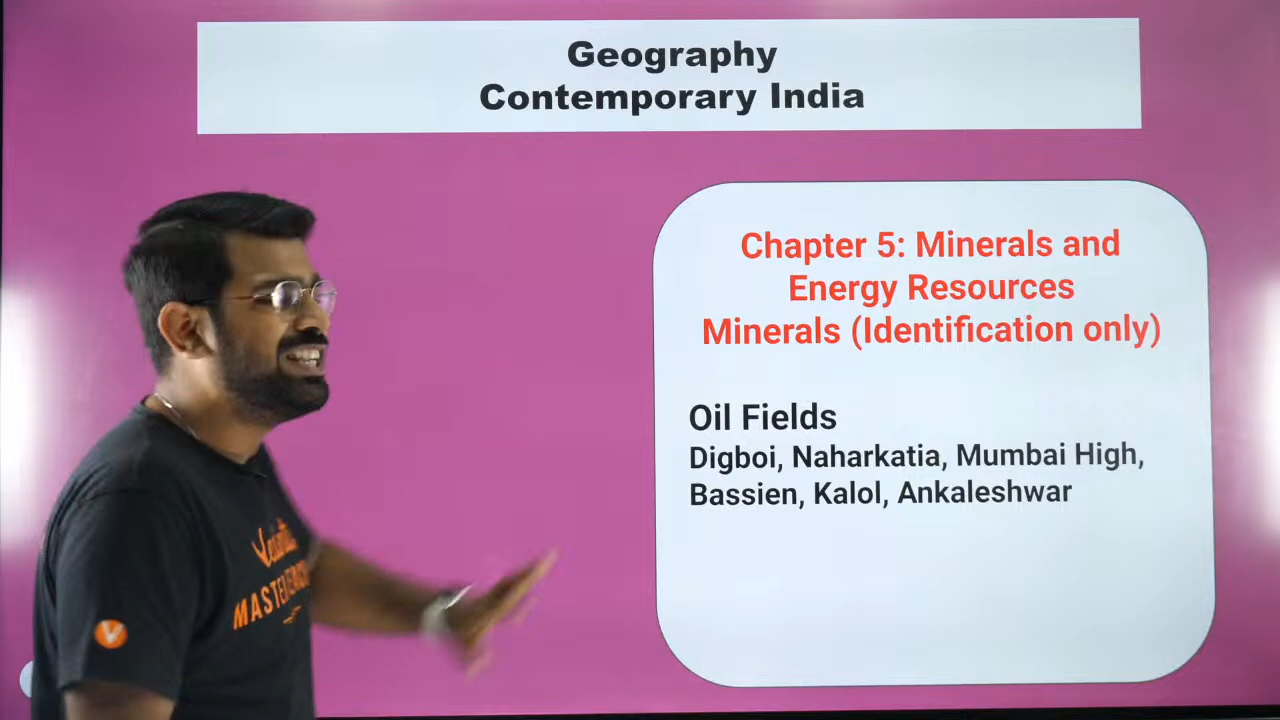 Geography
Contemporary India
Chapter 5: Minerals and
Energy Resources
Minerals (Identification only)
Oil Fields
Digboi, Naharkatia, Mumbai High,
Bassien, Kalol, Ankaleshwar
Vedantu